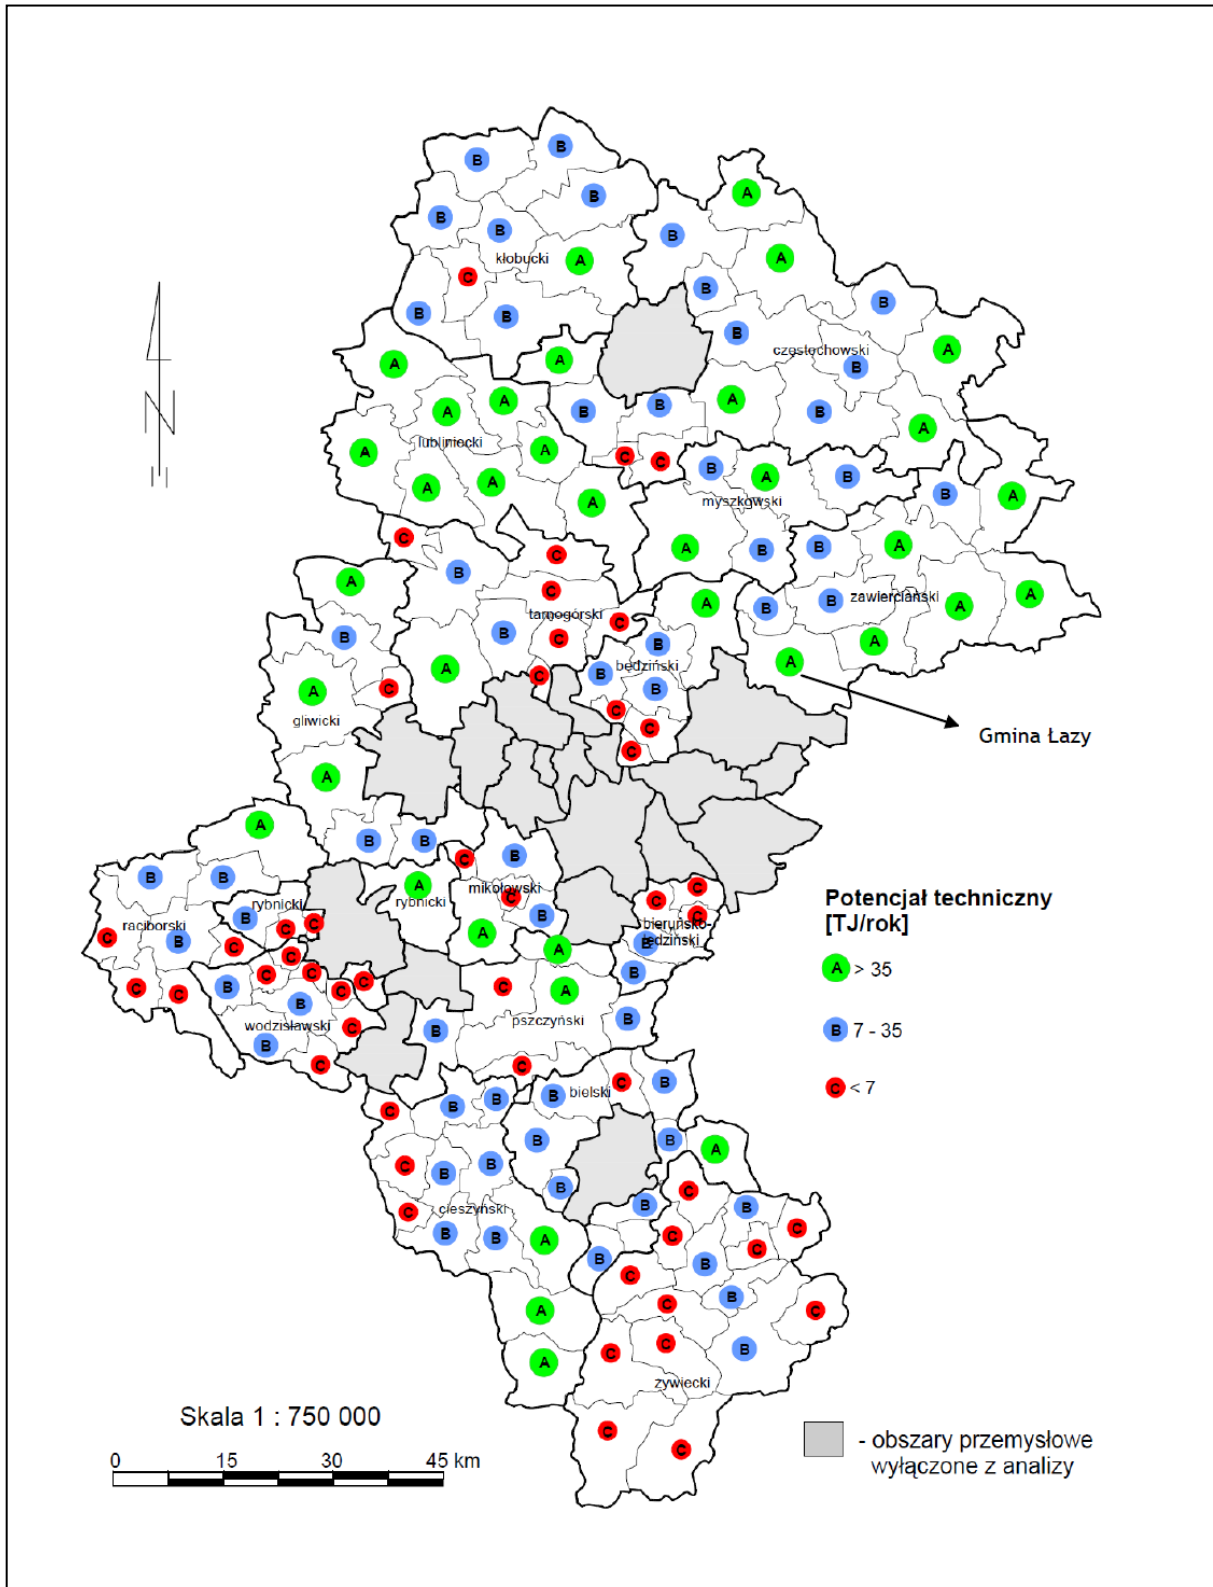 B
B
B
A
B
B
B
kłobucki
A
A
C
B
B
B
B
B
B
częstochowski
A
B
A
A
A
A
A
B
B
A
B
A
lubliniecki
A
A
C
C
A
A
B
A
myszkowski
B
B
A
A
C
C
B
A
B
B
A
A
C
B
tarnogórski
C
C
A
B
B
zawierciański
A
A
B
B
A
C
C
B
B
będziński
B
A
A
A
gliwicki
C
C
C
Gmina Łazy
A
A
B
B
C
B
B
B
raciborski
C
B
C
rybnicki
B
C
C
A
rybnicki
mikołowski
C
B
A
A
C
C
C
bieruńsko-
lędziński
B
B
Potencjał techniczny
[TJ/rok]
A > 35
B 7 - 35
C < 7
C
C
B
C
C
C
C
C
B
wodzisławski
B
C
C
B
C
A
pszczyński
B
C
B
bielski
C
B
C
B
B
B
B
A
C
B
B
B
C
cieszyński
B
B
A
B
B
C
B
C
C
C
B
C
B
C
C
A
A
C
C
B
żywiecki
C
C
Skala 1 : 750 000
0 15 30 45 km
- obszary przemysłowe
wyłączone z analizy